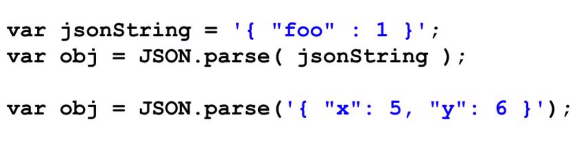 var jsonString = '{ "foo" : 1 }';
var obj = JSON.parse( jsonString );
var obj = JSON.parse('{ "x": 5, "y": 6 }');